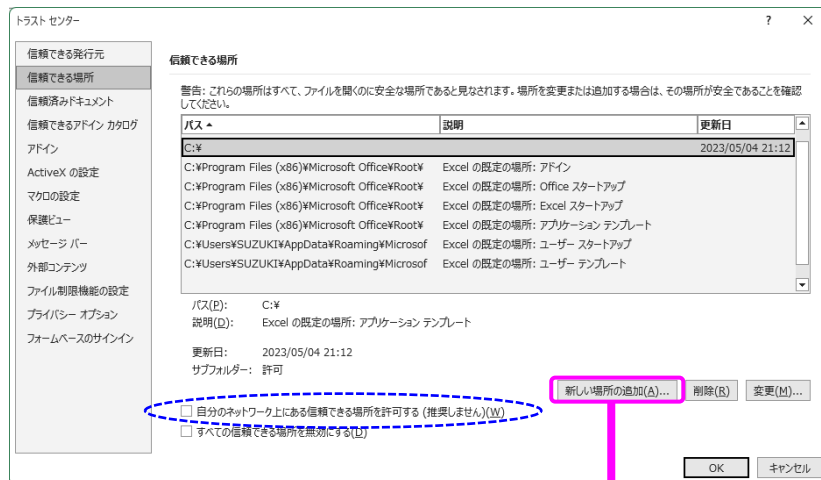 トラスト センター
? ×
信頼できる発行元
信頼できる場所
信頼済みドキュメント
信頼できるアドイン カタログ
アドイン
ActiveX の設定
マクロの設定
保護ビュー
メッセージ バー
外部コンテンツ
ファイル制限機能の設定
プライバシー オプション
フォームベースのサインイン
信頼できる場所
警告: これらの場所はすべて、ファイルを開くのに安全な場所であると見なされます。場所を変更または追加する場合は、その場所が安全であることを確認
してください。
パス 説明 更新日
C:¥ 2023/05/04 21:12
C:¥Program Files (x86)¥Microsoft Office¥Root¥ Excel の既定の場所: アドイン
C:¥Program Files (x86)¥Microsoft Office¥Root¥ Excel の既定の場所: Office スタートアップ
C:¥Program Files (x86)¥Microsoft Office¥Root¥ Excel の既定の場所: Excel スタートアップ
C:¥Program Files (x86)¥Microsoft Office¥Root¥ Excel の既定の場所: アプリケーション テンプレート
C:¥Users¥SUZUKI¥AppData¥Roaming¥Microsof Excel の既定の場所: ユーザー スタートアップ
C:¥Users¥SUZUKI¥AppData¥Roaming¥Microsof Excel の既定の場所: ユーザー テンプレート
パス(P): C:¥
説明(D): Excel の既定の場所: アプリケーション テンプレート
更新日: 2023/05/04 21:12
サブフォルダー: 許可
新しい場所の追加(A)... 削除(R) 変更(M)...
自分のネットワーク上にある信頼できる場所を許可する (推奨しません)(W)
すべての信頼できる場所を無効にする(D)
OK キャンセル